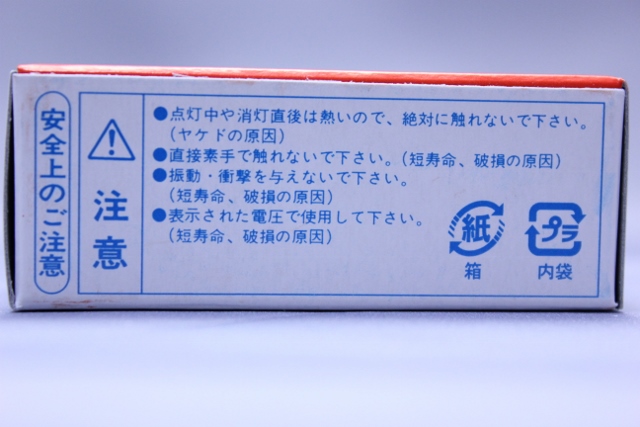 安全上のご注意
注意
●点灯中や消灯直後は熱いので、絶対に触れないで下さい。
(ヤケドの原因)
●直接素手で触れないで下さい。(短寿命、破損の原因)
●振動・衝撃を与えないで下さい。
(短寿命、破損の原因)
●表示された電圧で使用して下さい。
(短寿命、破損の原因)
紙
箱
プラ
内袋